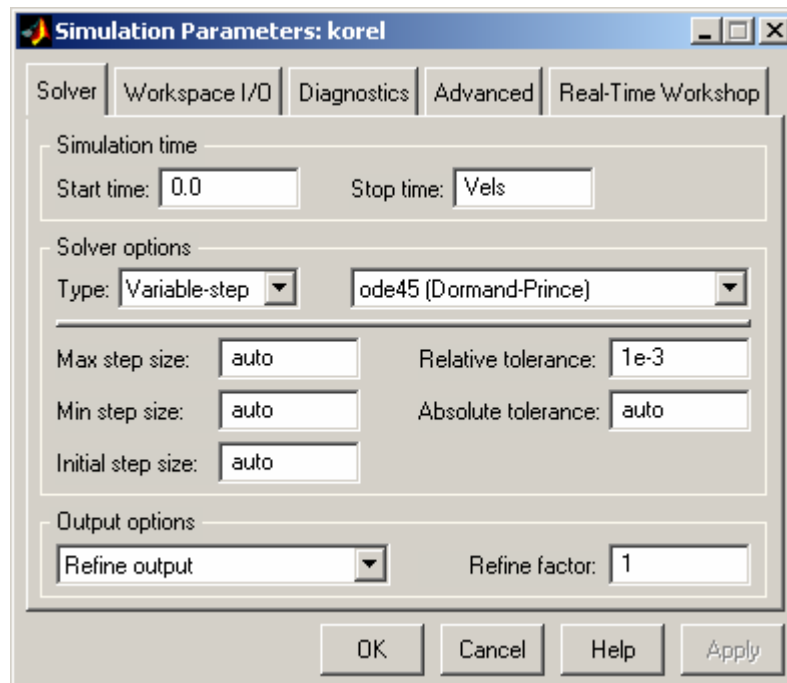 Simulation Parameters: korel
Solver Workspace I/O Diagnostics Advanced Real-Time Workshop
Simulation time
Start time: 0.0 Stop time: Vels
Solver options
Type: Variable-step ode45 (Dormand-Prince)
Max step size: auto Relative tolerance: 1e-3
Min step size: auto Absolute tolerance: auto
Initial step size: auto
Output options
Refine output Refine factor: 1
OK Cancel Help Apply